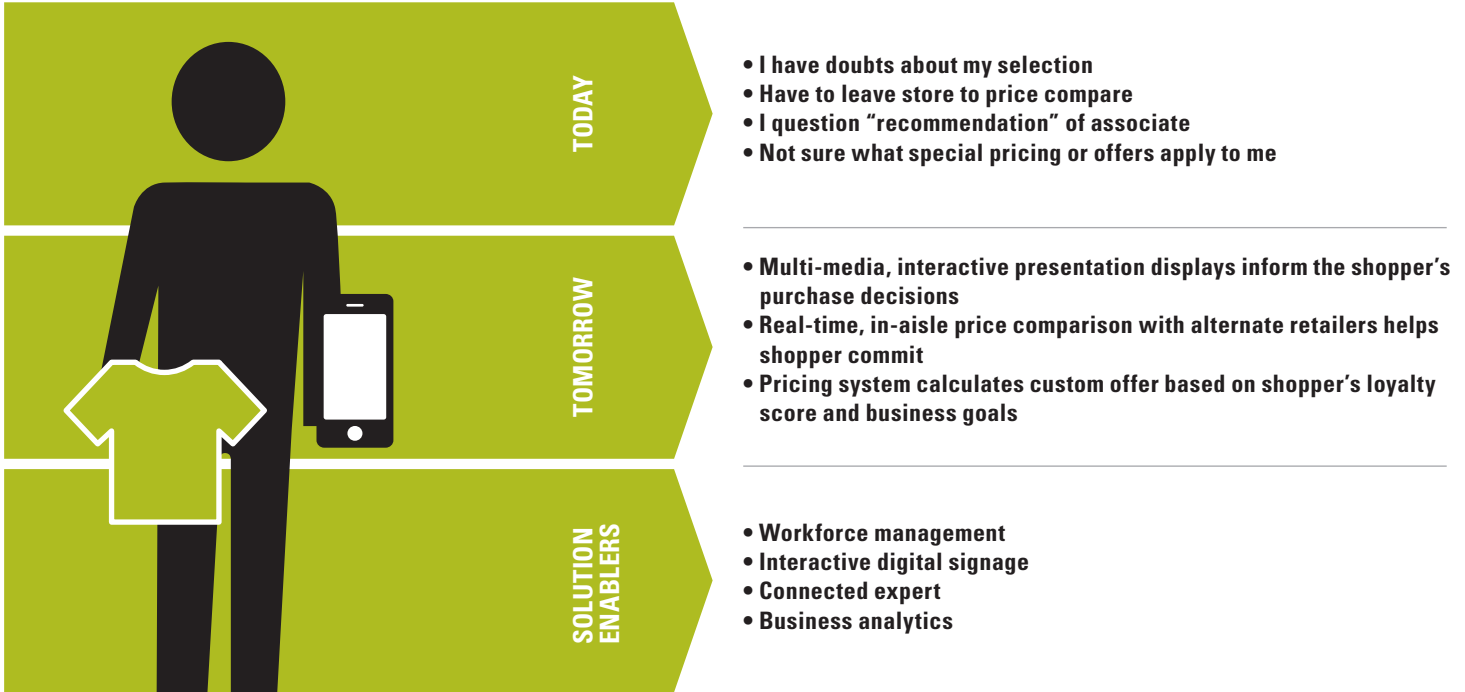 TODAY
• I have doubts about my selection
• Have to leave store to price compare
• I question “recommendation” of associate
• Not sure what special pricing or offers apply to me
TOMORROW
• Multi-media, interactive presentation displays inform the shopper’s
purchase decisions
• Real-time, in-aisle price comparison with alternate retailers helps
shopper commit
• Pricing system calculates custom offer based on shopper’s loyalty
score and business goals
SOLUTION
ENABLERS
• Workforce management
• Interactive digital signage
• Connected expert
• Business analytics